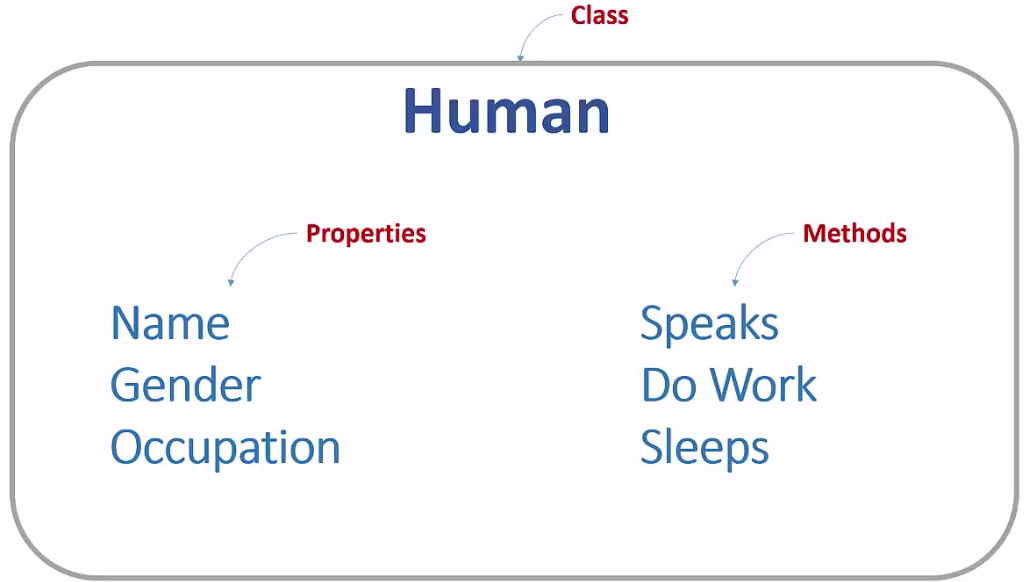 Class
Human
Properties
Methods
Name
Gender
Occupation
Speaks
Do Work
Sleeps